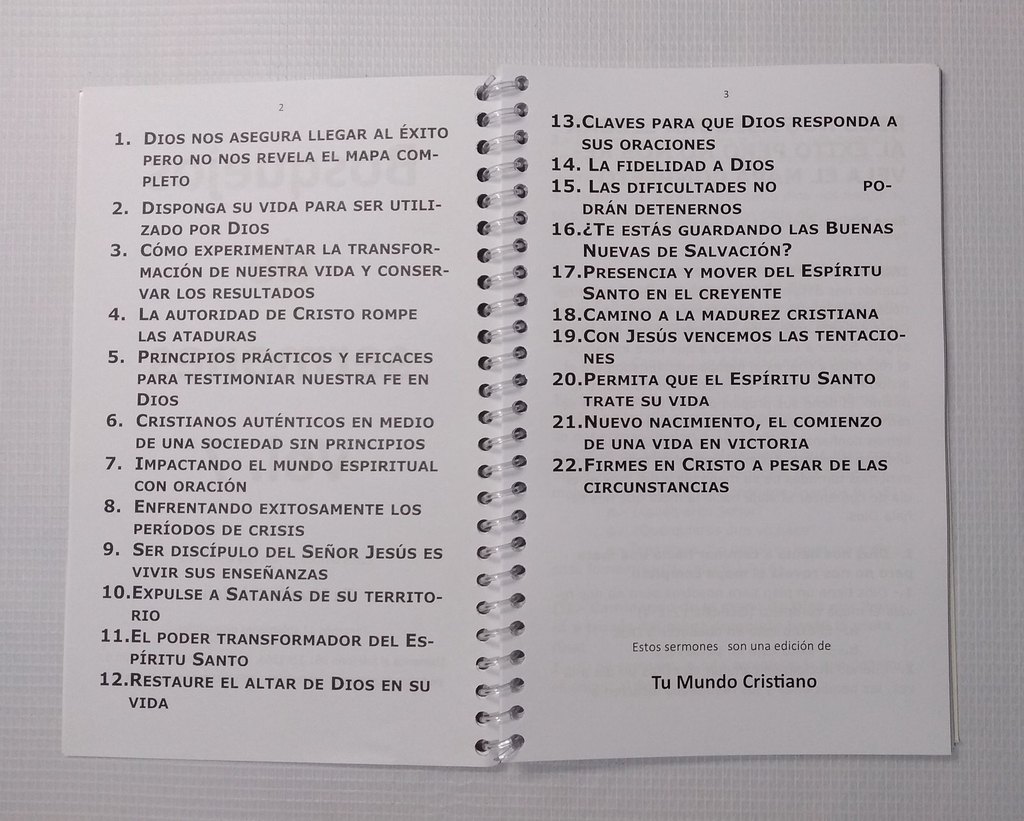 2
1. Dios nos asegura llegar al éxito
pero no nos revela el mapa com-
pleto
2. Disponga su vida para ser utili-
zado por Dios
3. Cómo experimentar la transfor-
mación de nuestra vida y conser-
var los resultados
4. La autoridad de Cristo rompe
las ataduras
5. Principios prácticos y eficaces
para testimoniar nuestra fe en
Dios
6. Cristianos auténticos en medio
de una sociedad sin principios
7. Impactando el mundo espiritual
con oración
8. Enfrentando exitosamente los
períodos de crisis
9. Ser discípulo del Señor Jesús es
vivir sus enseñanzas
10.Expulse a Satanás de su territo-
rio
11.El poder transformador del Es-
píritu Santo
12.Restaure el altar de Dios en su
vida
3
13.Claves para que Dios responda a
sus oraciones
14. La fidelidad a Dios
15. Las dificultades no po-
drán detenernos
16.¿Te estás guardando las Buenas
Nuevas de Salvación?
17.Presencia y mover del Espíritu
Santo en el creyente
18.Camino a la madurez cristiana
19.Con Jesús vencemos las tentacio-
nes
20.Permita que el Espíritu Santo
trate su vida
21.Nuevo nacimiento, el comienzo
de una vida en victoria
22.Firmes en Cristo a pesar de las
circunstancias
Estos sermones son una edición de
Tu Mundo Cristiano